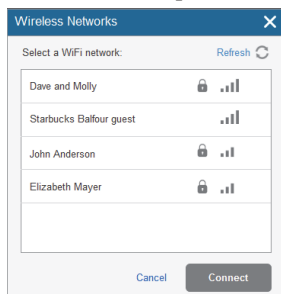 Wireless Networks
Select a WiFi network: Refresh
Dave and Molly
Starbucks Balfour guest
John Anderson
Elizabeth Mayer
Cancel Connect